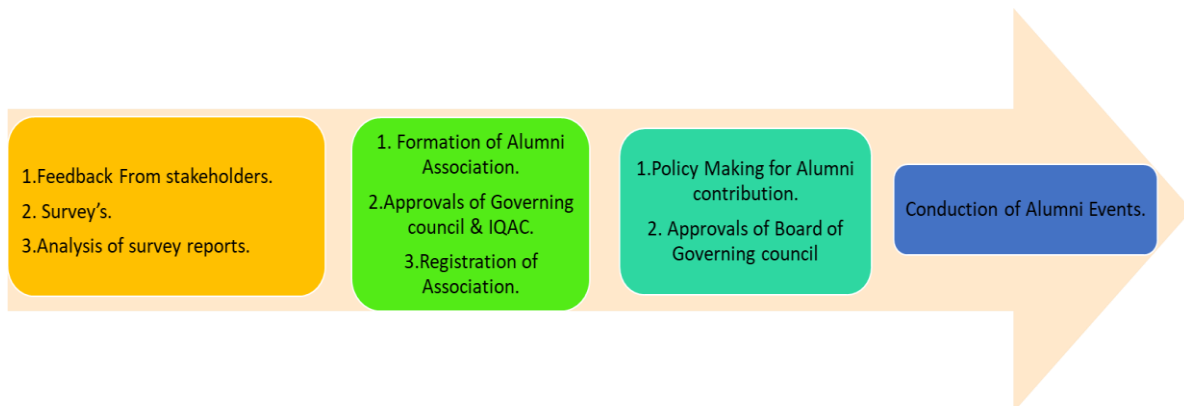 1.Feedback From stakeholders.
2. Survey's.
3.Analysis of survey reports.
1. Formation of Alumni
Association.
2.Approvals of Governing
council & IQAC.
3.Registration of
Association.
1.Policy Making for Alumni
contribution.
2. Approvals of Board of
Governing council
Conduction of Alumni Events.